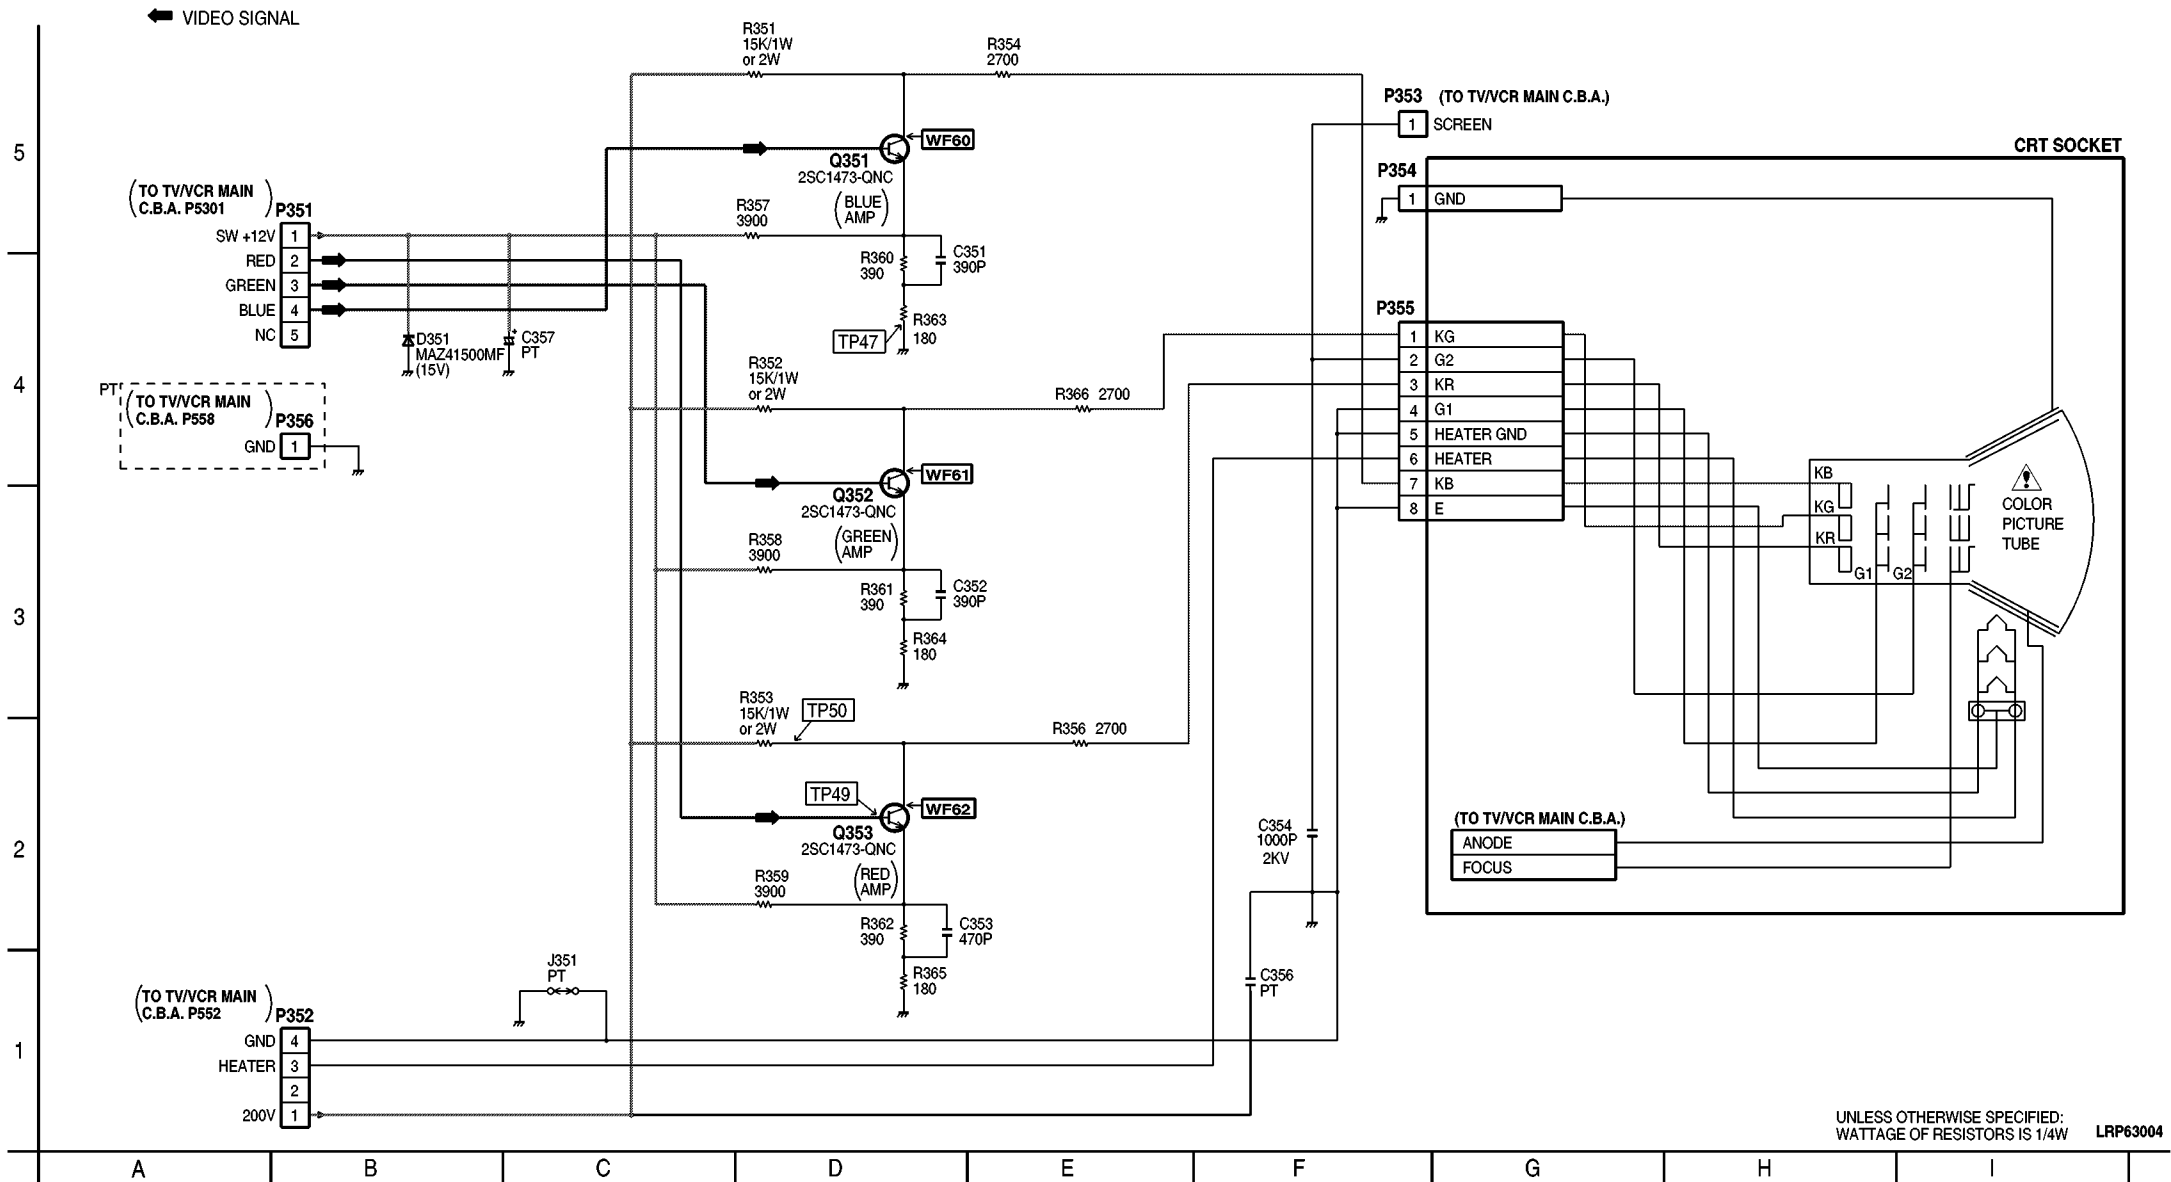 VIDEO SIGNAL
R351
15K/1W
or 2W
R354
2700
P353 (TO TV/VCR MAIN C.B.A.)
1 SCREEN
CRT SOCKET
5
WF60
Q351
2SC1473-QNC
(BLUE
AMP)
P354
1 GND
(TO TV/VCR MAIN
C.B.A. P5301)
P351
SW +12V 1
RED 2
GREEN 3
BLUE 4
NC 5
R357
3900
R360
390
C351
390P
R363
180
TP47
D351
MAZ41500MF
(15V)
+
C357
PT
R352
15K/1W
or 2W
R366 2700
P355
1 KG
2 G2
3 KR
4 G1
5 HEATER GND
6 HEATER
7 KB
8 E
4
PT
(TO TV/VCR MAIN
C.B.A. P558)
P356
GND 1
WF61
Q352
2SC1473-QNC
(GREEN
AMP)
KB
KG
KR
G1
G2
!
COLOR
PICTURE
TUBE
R358
3900
R361
390
C352
390P
R364
180
3
R353
15K/1W
or 2W
TP50
R356 2700
TP49
WF62
Q353
2SC1473-QNC
(RED
AMP)
C354
1000P
2KV
(TO TV/VCR MAIN C.B.A.)
ANODE
FOCUS
2
R359
3900
R362
390
C353
470P
R365
180
J351
PT
C356
PT
(TO TV/VCR MAIN
C.B.A. P552)
P352
GND 4
HEATER 3
2
200V 1
1
UNLESS OTHERWISE SPECIFIED:
WATTAGE OF RESISTORS IS 1/4W
LRP63004
A B C D E F G H I